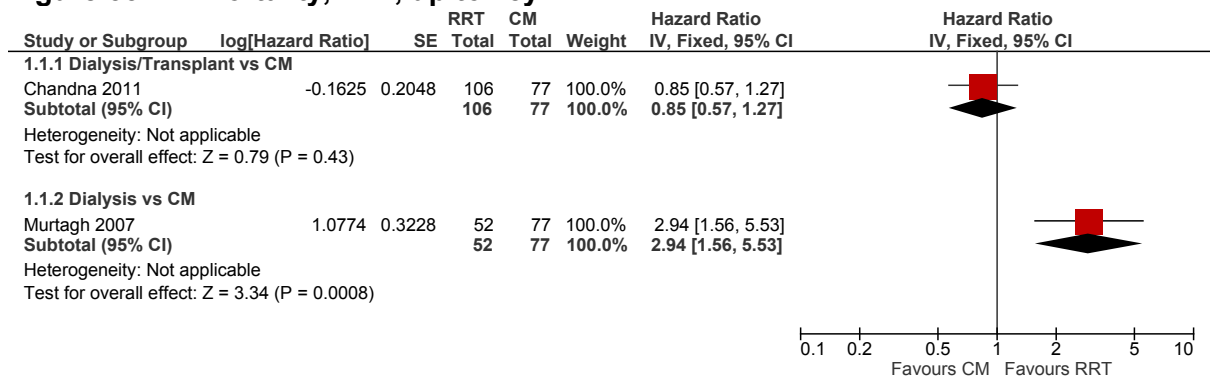 RRT CM Hazard Ratio Hazard Ratio
Study or Subgroup log[Hazard Ratio] SE Total Total Weight IV, Fixed, 95% CI IV, Fixed, 95% CI
1.1.1 Dialysis/Transplant vs CM
Chandna 2011 -0.1625 0.2048 106 77 100.0% 0.85 [0.57, 1.27]
Subtotal (95% CI) 106 77 100.0% 0.85 [0.57, 1.27]
Heterogeneity: Not applicable
Test for overall effect: Z = 0.79 (P = 0.43)
1.1.2 Dialysis vs CM
Murtagh 2007 1.0774 0.3228 52 77 100.0% 2.94 [1.56, 5.53]
Subtotal (95% CI) 52 77 100.0% 2.94 [1.56, 5.53]
Heterogeneity: Not applicable
Test for overall effect: Z = 3.34 (P = 0.0008)
0.1 0.2 0.5 1 2 5 10
Favours CM Favours RRT